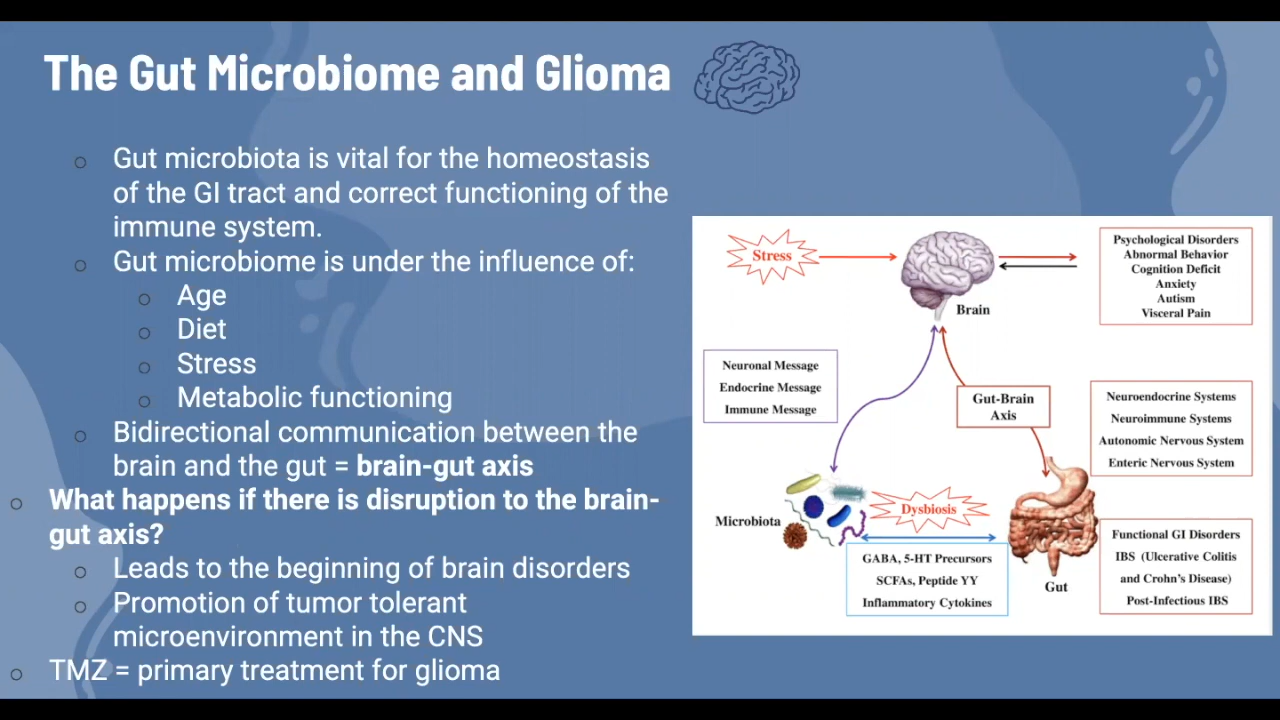 The Gut Microbiome and Glioma
Gut microbiota is vital for the homeostasis
of the GI tract and correct functioning of the
immune system.
Gut microbiome is under the influence of:
Age
Diet
Stress
Metabolic functioning
Bidirectional communication between the
brain and the gut = brain-gut axis
What happens if there is disruption to the brain-
gut axis?
Leads to the beginning of brain disorders
Promotion of tumor tolerant
microenvironment in the CNS
TMZ = primary treatment for glioma
Stress
Brain
Psychological Disorders
Abnormal Behavior
Cognition Deficit
Anxiety
Autism
Visceral Pain
Neuronal Message
Endocrine Message
Immune Message
Gut-Brain
Axis
Neuroendocrine Systems
Neuroimmune Systems
Autonomic Nervous System
Enteric Nervous System
Microbiota
Dysbiosis
GABA, 5-HT Precursors
SCFAs, Peptide YY
Inflammatory Cytokines
Gut
Functional GI Disorders
IBS (Ulcerative Colitis
and Crohn's Disease)
Post-Infectious IBS